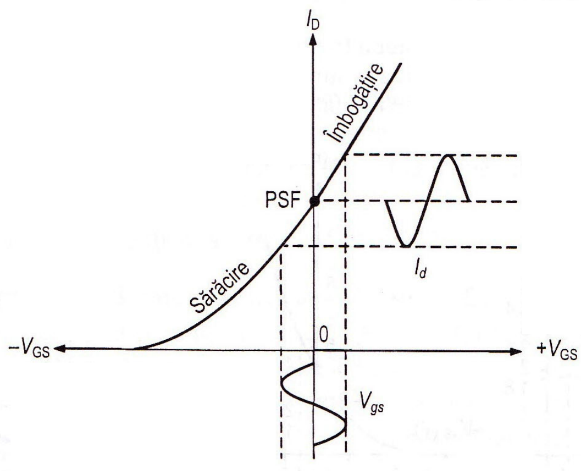 I_D
Îmbogățire
PSF
I_d
Sărăcire
0
−V_GS
+V_GS
V_gs